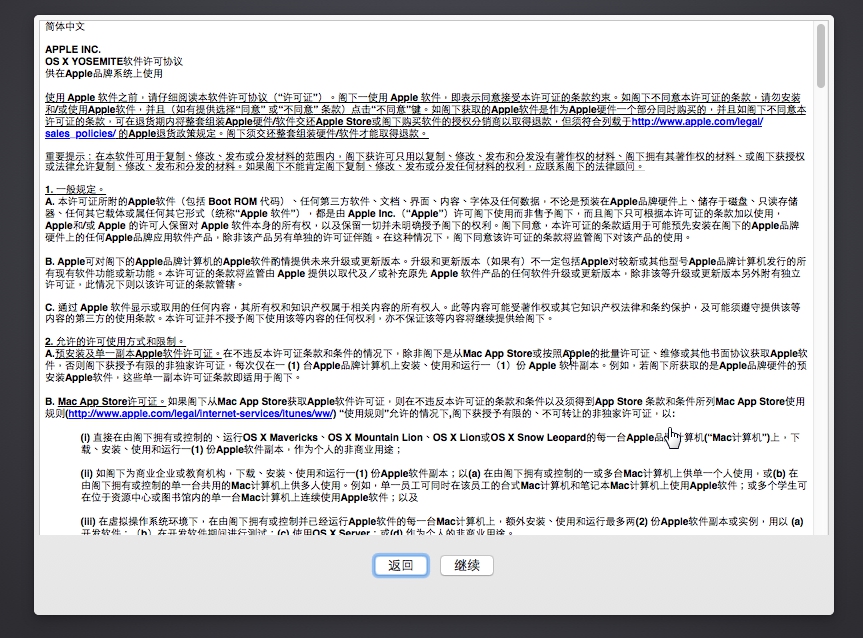 简体中文
APPLE INC.
OS X YOSEMITE软件许可协议
供在Apple品牌系统上使用
使用 Apple 软件之前，请仔细阅读本软件许可协议（“许可证”）。阁下一使用 Apple 软件，即表示同意接受本许可证的条款约束。如阁下不同意本许可证的条款，请勿安装
和/或使用Apple软件，并且（如有提供选择“同意” 或“不同意” 条款）点击“不同意”键。如阁下获取的Apple软件是作为Apple硬件一个部分同时购买的，并且如阁下不同意本
许可证的条款，可在退货期内将整套组装Apple硬件/软件交还Apple Store或阁下购买软件的授权分销商以取得退款，但须符合列载于http://www.apple.com/legal/
sales_policies/ 的Apple退货政策规定。阁下须交还整套组装硬件/软件才能取得退款。
重要提示：在本软件可用于复制、修改、发布或分发材料的范围内，阁下获许可只用以复制、修改、发布和分发没有著作权的材料、阁下拥有其著作权的材料、或阁下获授权
或法律允许复制、修改、发布和分发的材料。如果阁下不能肯定阁下复制、修改、发布或分发任何材料的权利，应联系阁下的法律顾问。
1. 一般规定。
A. 本许可证所附的Apple软件（包括 Boot ROM 代码）、任何第三方软件、文档、界面、内容、字体及任何数据，不论是预装在Apple品牌硬件上、储存于磁盘、只读存储
器、任何其它载体或属任何其它形式（统称“Apple 软件”），都是由 Apple Inc.（“Apple”）许可阁下使用而非售予阁下，而且阁下只可根据本许可证的条款加以使用，
Apple和/或 Apple 的许可人保留对 Apple 软件本身的所有权，以及保留一切并未明确授予阁下的权利。阁下同意，本许可证的条款适用于可能预先安装在阁下的Apple品牌
硬件上的任何Apple品牌应用软件产品，除非该产品另有单独的许可证伴随。在这种情况下，阁下同意该许可证的条款将监管阁下对该产品的使用。
B. Apple可对阁下的Apple品牌计算机的Apple软件酌情提供未来升级或更新版本。升级和更新版本（如果有）不一定包括Apple对较新或其他型号Apple品牌计算机发行的所
有现有软件功能或新功能。本许可证的条款将监管由 Apple 提供以取代及／或补充原先 Apple 软件产品的任何软件升级或更新版本，除非该等升级或更新版本另外附有独立
许可证，此情况下则以该许可证的条款管辖。
C. 通过 Apple 软件显示或取用的任何内容，其所有权和知识产权属于相关内容的所有权人。此等内容可能受著作权或其它知识产权法律和条约保护，及可能须遵守提供该等
内容的第三方的使用条款。本许可证并不授予阁下使用该等内容的任何权利，亦不保证该等内容将继续提供给阁下。
2. 允许的许可使用方式和限制。
A.预安装及单一副本Apple软件许可证。在不违反本许可证条款和条件的情况下，除非阁下是从Mac App Store或按照Apple的批量许可证、维修或其他书面协议获取Apple软
件，否则阁下获授予有限的非独家许可证，每次仅在一 (1) 台Apple品牌计算机上安装、使用和运行一（1）份 Apple 软件副本。例如，若阁下所获取的是Apple品牌硬件的预
安装Apple软件，这些单一副本许可证条款即适用于阁下。
B. Mac App Store许可证。如果阁下从Mac App Store获取Apple软件许可证，则在不违反本许可证的条款和条件以及须得到App Store 条款和条件所列Mac App Store使用
规则(http://www.apple.com/legal/internet-services/itunes/ww/) “使用规则”允许的情况下,阁下获授予有限的、不可转让的非独家许可证，以:
(i) 直接在由阁下拥有或控制的、运行OS X Mavericks、OS X Mountain Lion、OS X Lion或OS X Snow Leopard的每一台Apple品计算机(“Mac计算机”)上，下
载、安装、使用和运行一(1) 份Apple软件副本，作为个人的非商业用途；
(ii) 如阁下为商业企业或教育机构，下载、安装、使用和运行一(1) 份Apple软件副本；以(a) 在由阁下拥有或控制的一或多台Mac计算机上供单一个人使用，或(b) 在
由阁下拥有或控制的单一台共用的Mac计算机上供多人使用。例如，单一员工可同时在该员工的台式Mac计算机和笔记本Mac计算机上使用Apple软件；或多个学生可
在位于资源中心或图书馆内的单一台Mac计算机上连续使用Apple软件；以及
(iii) 在虚拟操作系统环境下，在由阁下拥有或控制并已经运行Apple软件的每一台Mac计算机上，额外安装、使用和运行最多两(2) 份Apple软件副本或实例，用以 (a)
开发软件；（b）在开发软件期间进行测试；(c) 使用OS X Server；或(d) 作为个人的非商业用途。
返回
继续